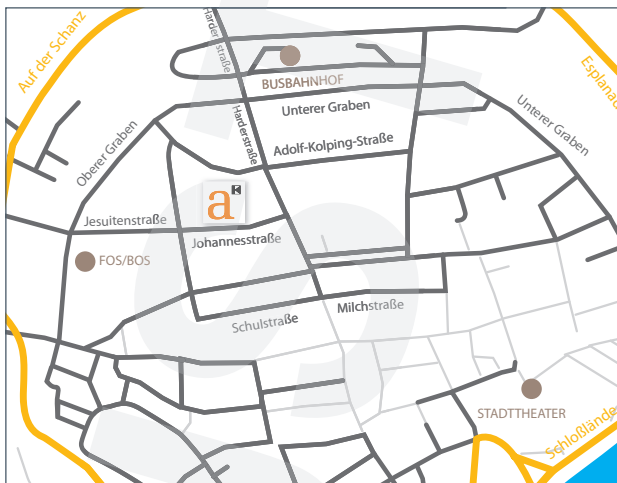 Auf der Schanz
Harderstraße
Esplanad
BUSBAHNHOF
Unterer Graben
Harderstraße
Unterer Graben
Adolf-Kolping-Straße
Oberer Graben
a
Jesuitenstraße
Johannesstraße
FOS/BOS
Milchstraße
Schulstraße
STADTTHEATER
Schloßlände